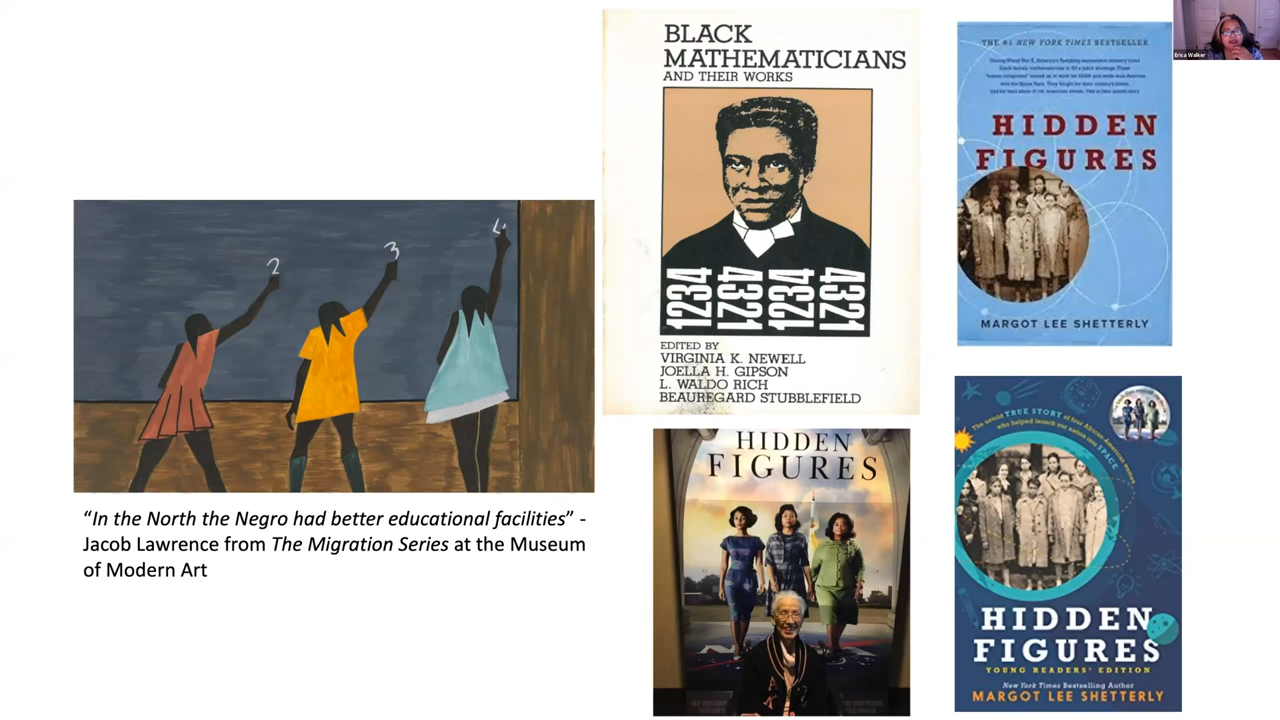 2
3
4
“In the North the Negro had better educational facilities” -
Jacob Lawrence from The Migration Series at the Museum
of Modern Art
BLACK
MATHEMATICIANS
AND THEIR WORKS
1234
4321
1234
4321
EDITED BY
VIRGINIA K. NEWELL
JOELLA H. GIPSON
L. WALDO RICH
BEAUREGARD STUBBLEFIELD
HIDDEN
FIGURES
A
THE #1 NEW YORK TIMES BESTSELLER
HIDDEN
FIGURES
MARGOT LEE SHETTERLY
The untold TRUE STORY of four African-American women
who helped launch our nation into SPACE
HIDDEN
FIGURES
YOUNG READERS' EDITION
New York Times Bestselling Author
MARGOT LEE SHETTERLY
Erica Walker